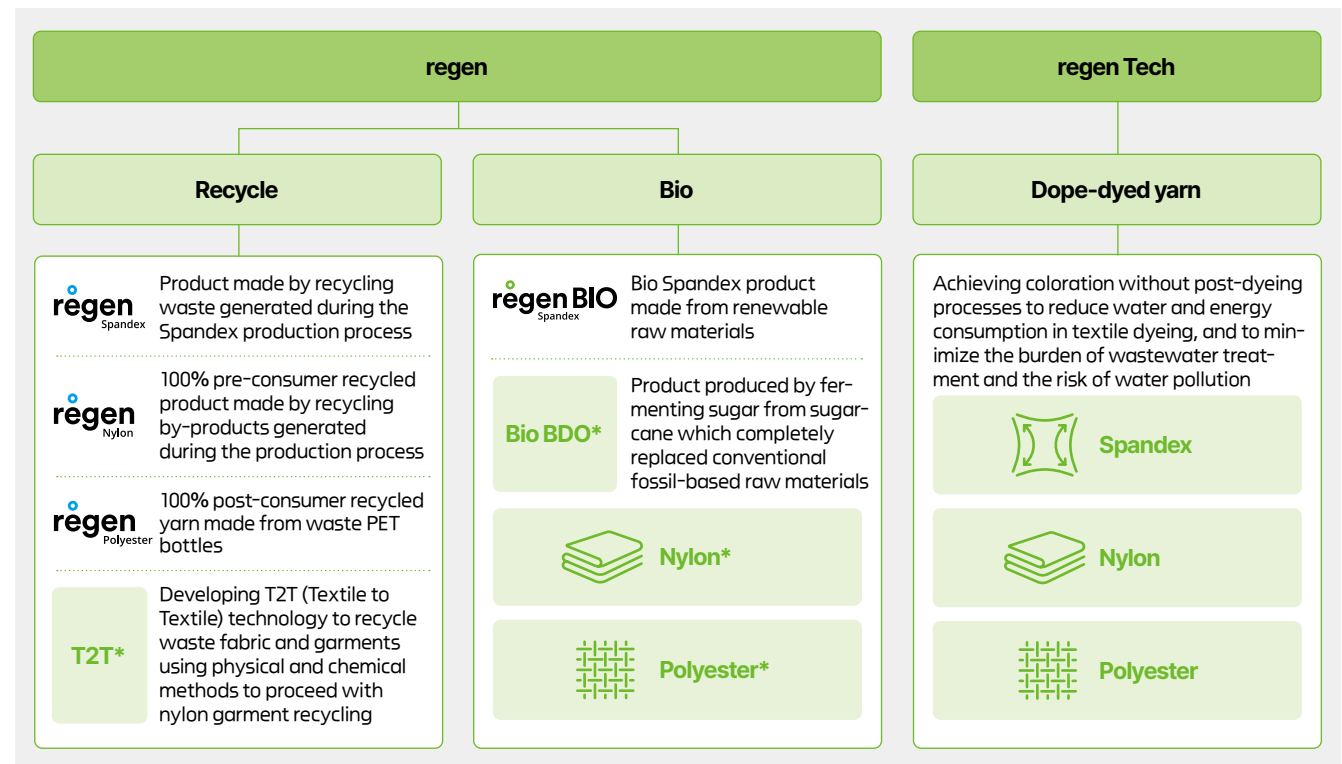 regen
regen Tech
Recycle
Bio
Dope-dyed yarn
regen
Spandex
Product made by recycling
waste generated during the
Spandex production process
regen
Nylon
100% pre-consumer recycled
product made by recycling
by-products generated
during the production process
regen
Polyester
100% post-consumer recycled
yarn made from waste PET
bottles
T2T*
Developing T2T (Textile to
Textile) technology to recycle
waste fabric and garments
using physical and chemical
methods to proceed with
nylon garment recycling
regen BIO
Spandex
Bio Spandex product
made from renewable
raw materials
Bio BDO*
Product produced by fer-
menting sugar from sugar-
cane which completely
replaced conventional
fossil-based raw materials
Nylon*
Polyester*
Achieving coloration without post-dyeing
processes to reduce water and energy
consumption in textile dyeing, and to min-
imize the burden of wastewater treat-
ment and the risk of water pollution
Spandex
Nylon
Polyester